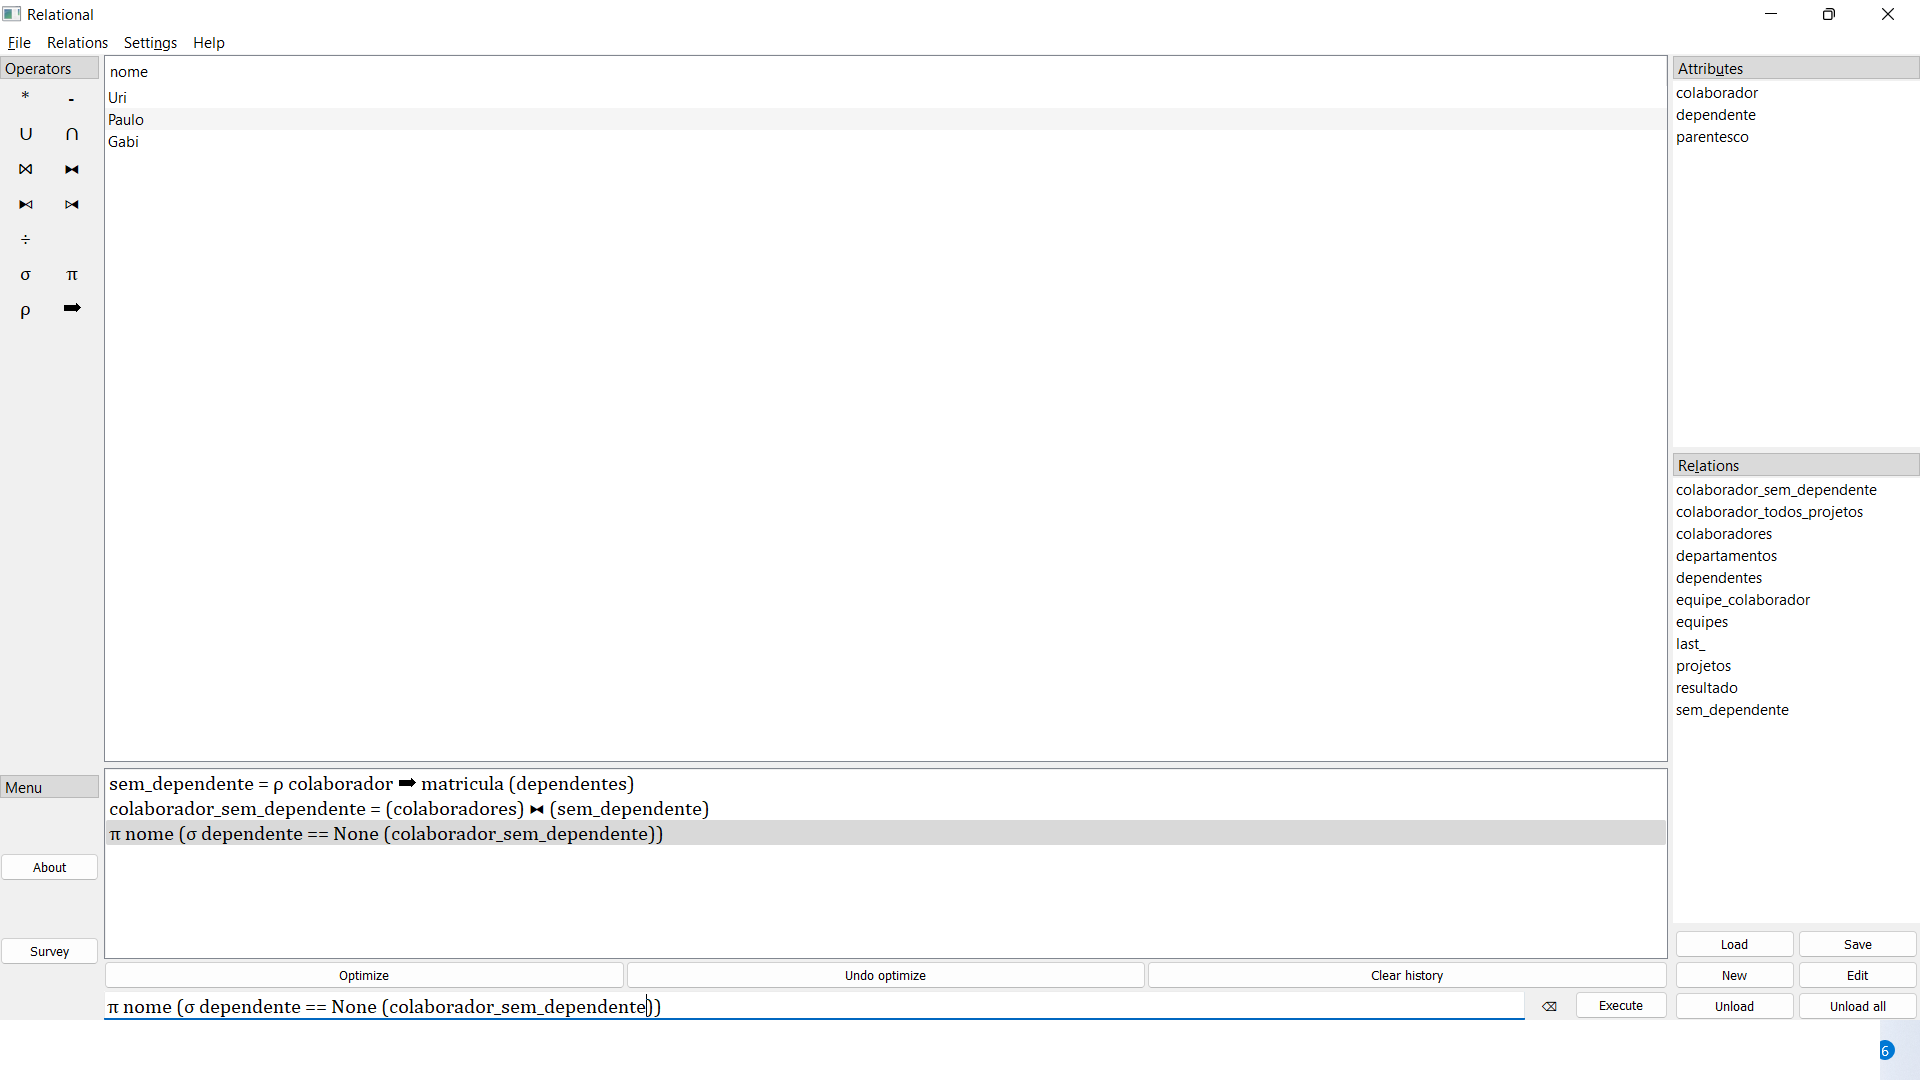 Relational
File Relations Settings Help
Operators
* -
∪ ∩
⋈ ⧓
⧑ ⧒
÷
σ π
ρ ➡
Menu
About
Survey
nome
Uri
Paulo
Gabi
sem_dependente = ρ colaborador ➡ matricula (dependentes)
colaborador_sem_dependente = (colaboradores) ⧓ (sem_dependente)
π nome (σ dependente == None (colaborador_sem_dependente))
Optimize Undo optimize Clear history
π nome (σ dependente == None (colaborador_sem_dependente))
Execute
Attributes
colaborador
dependente
parentesco
Relations
colaborador_sem_dependente
colaborador_todos_projetos
colaboradores
departamentos
dependentes
equipe_colaborador
equipes
last_
projetos
resultado
sem_dependente
Load Save
New Edit
Unload Unload all
6